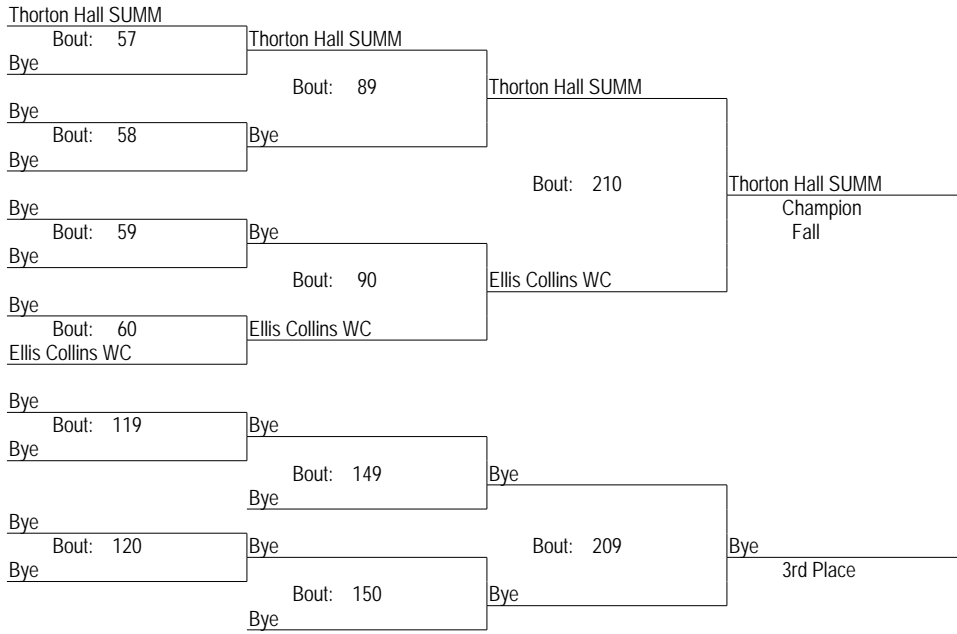 Thorton Hall SUMM
Bout: 57
Thorton Hall SUMM
Bye
Bout: 89
Thorton Hall SUMM
Bye
Bout: 58
Bye
Bye
Bout: 210
Thorton Hall SUMM
Bye
Champion
Bout: 59
Bye
Fall
Bye
Bout: 90
Ellis Collins WC
Bye
Bout: 60
Ellis Collins WC
Ellis Collins WC
Bye
Bout: 119
Bye
Bye
Bout: 149
Bye
Bye
Bye
Bout: 120
Bye
Bout: 209
Bye
Bye
3rd Place
Bout: 150
Bye
Bye